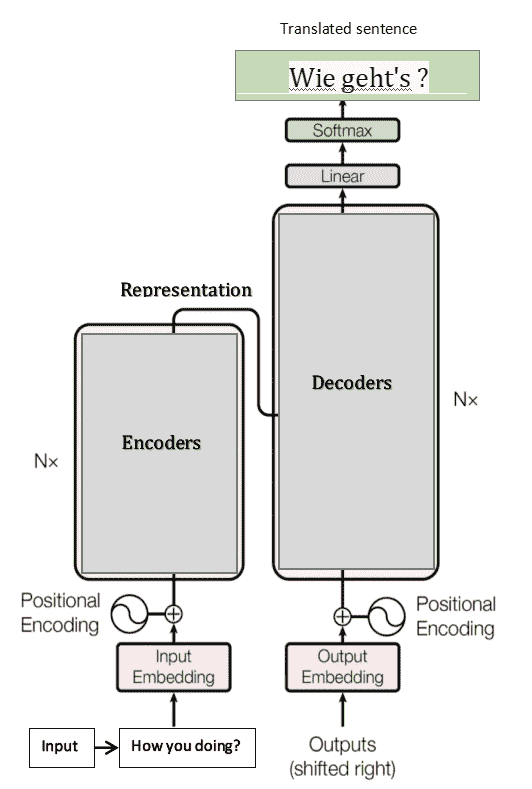 Translated sentence
Wie geht's ?
Softmax
Linear
Representation
Encoders
Decoders
N×
N×
Positional
Encoding
Positional
Encoding
Input
Embedding
Output
Embedding
Input
How you doing?
Outputs
(shifted right)